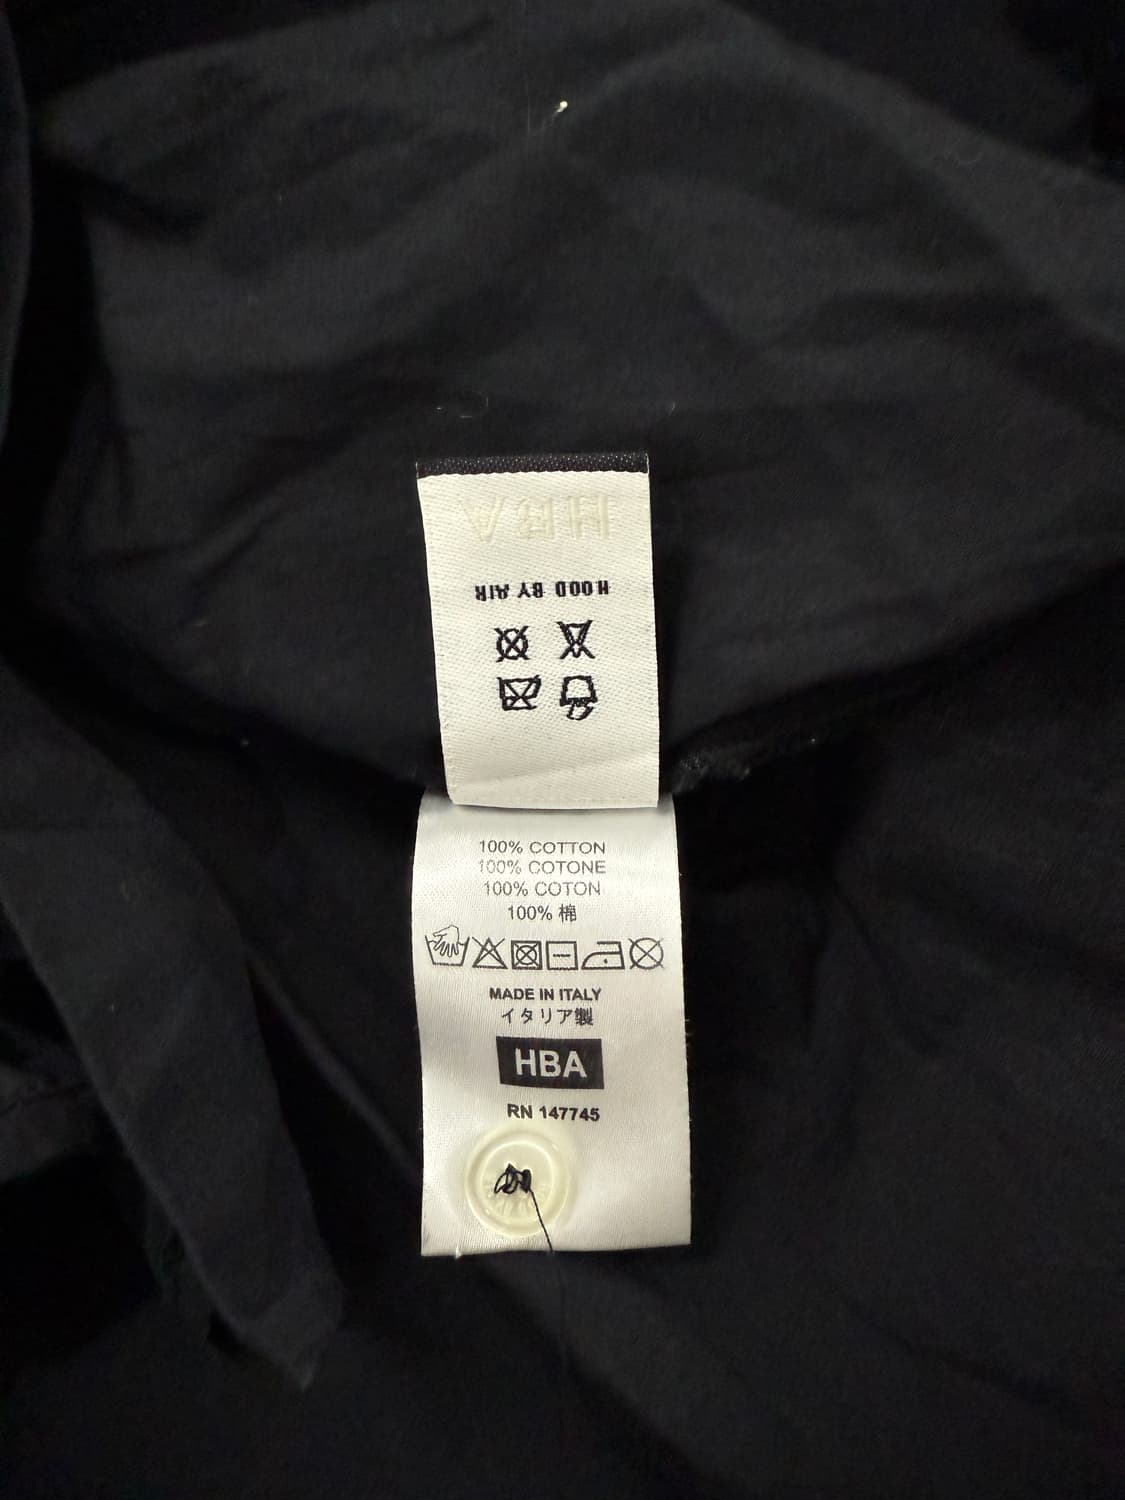 HBA
HOOD BY AIR
100% COTTON
100% COTONE
100% COTON
100% 棉
MADE IN ITALY
イタリア製
HBA
RN 147745